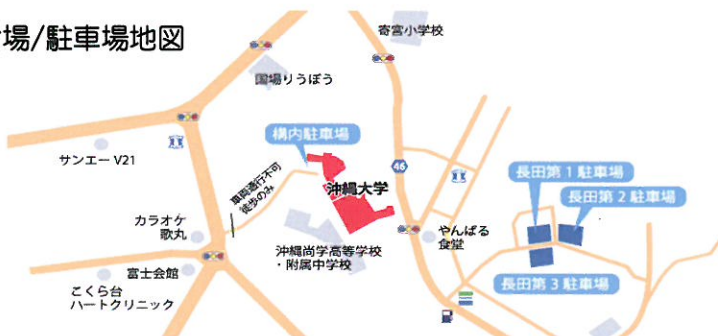 場/駐車場地図
寄宮小学校
国場りうぼう
構内駐車場
サンエー V21
46
車両通行不可
徒歩のみ
沖縄大学
長田第 1 駐車場
長田第 2 駐車場
カラオケ
歌丸
やんばる
食堂
沖縄尚学高等学校
・附属中学校
富士会館
長田第 3 駐車場
こくら台
ハートクリニック